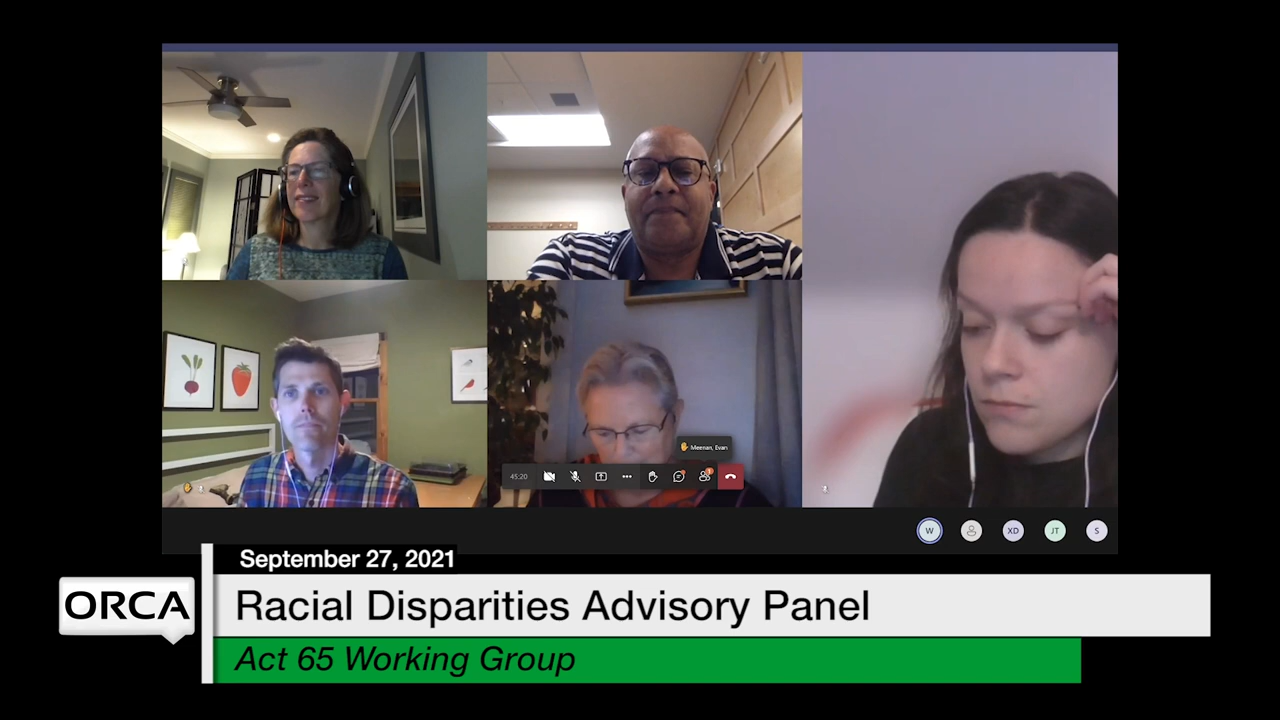 Meenan, Evan
45:20
W
XD
JT
S
September 27, 2021
ORCA
Racial Disparities Advisory Panel
Act 65 Working Group